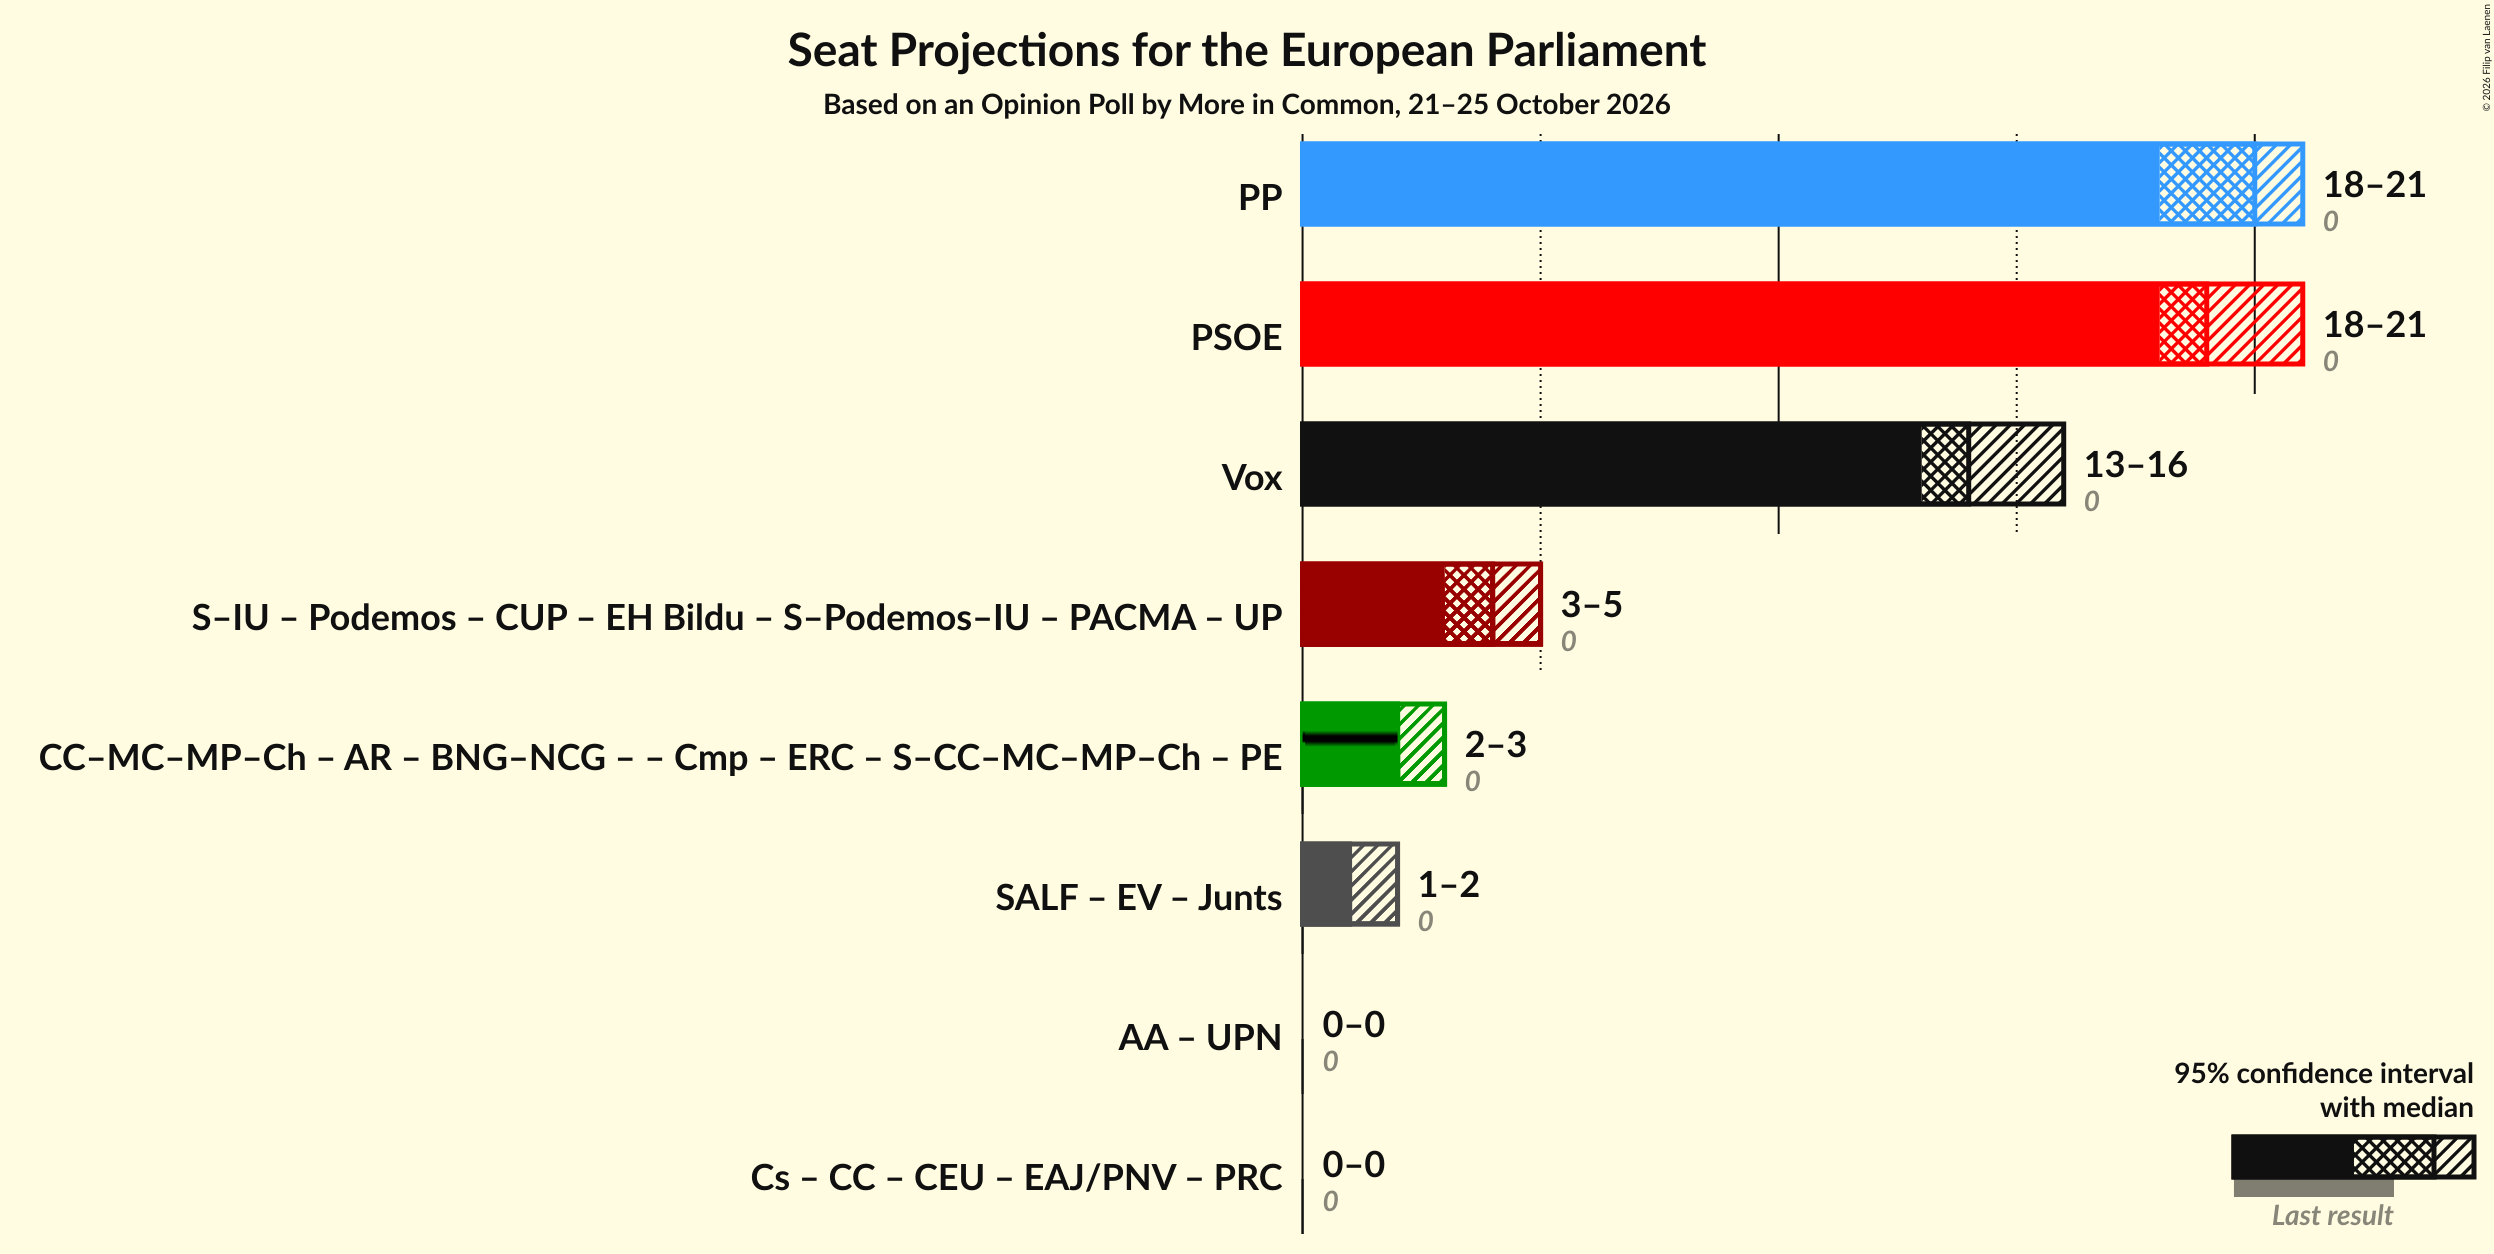 Seat Projections for the European Parliament
Based on an Opinion Poll by More in Common, 21–25 October 2026
© 2026 Filip van Laenen
PP
18–21
0
PSOE
18–21
0
Vox
13–16
0
S–IU – Podemos – CUP – EH Bildu – S–Podemos–IU – PACMA – UP
3–5
0
CC–MC–MP–Ch – AR – BNG–NCG – – Cmp – ERC – S–CC–MC–MP–Ch – PE
2–3
0
SALF – EV – Junts
1–2
0
AA – UPN
0–0
0
Cs – CC – CEU – EAJ/PNV – PRC
0–0
0
95% confidence interval
with median
Last result